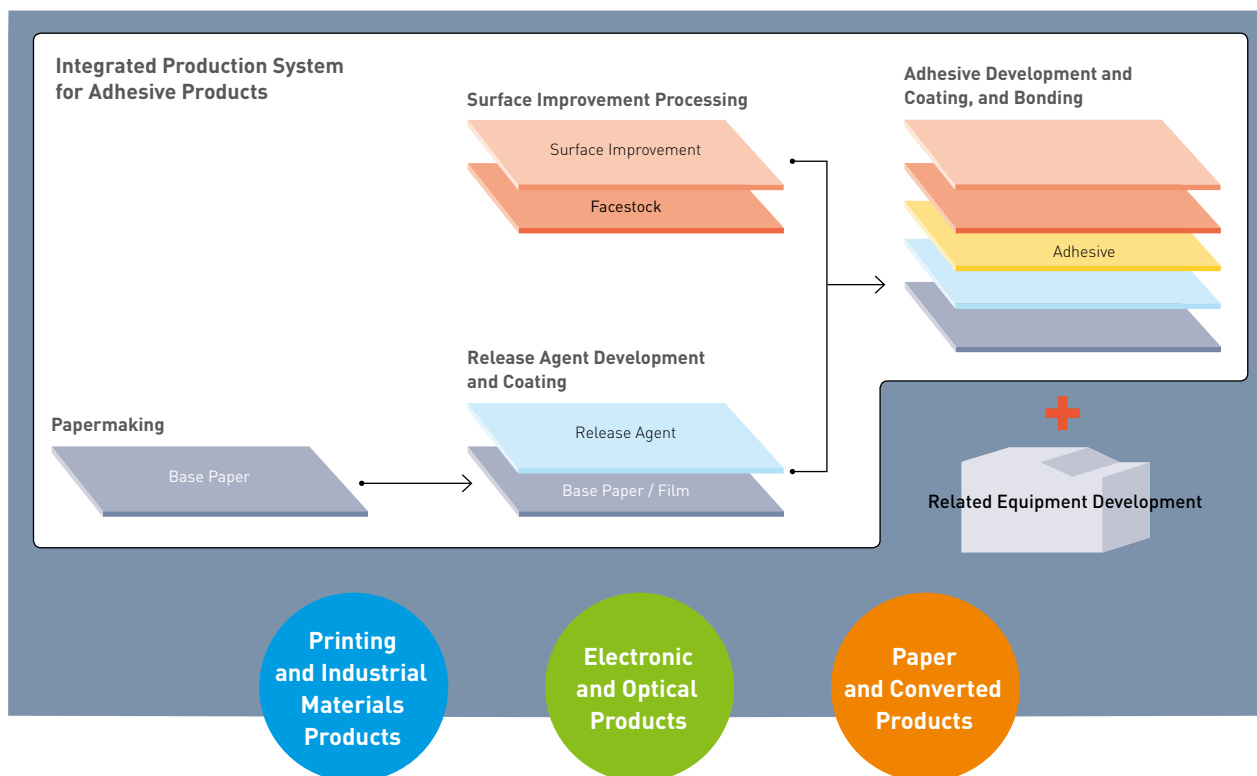 Integrated Production System
for Adhesive Products
Surface Improvement Processing
Surface Improvement
Facestock
Adhesive Development and
Coating, and Bonding
Adhesive
Release Agent Development
and Coating
Release Agent
Base Paper / Film
Papermaking
Base Paper
Related Equipment Development
Printing
and Industrial
Materials
Products
Electronic
and Optical
Products
Paper
and Converted
Products